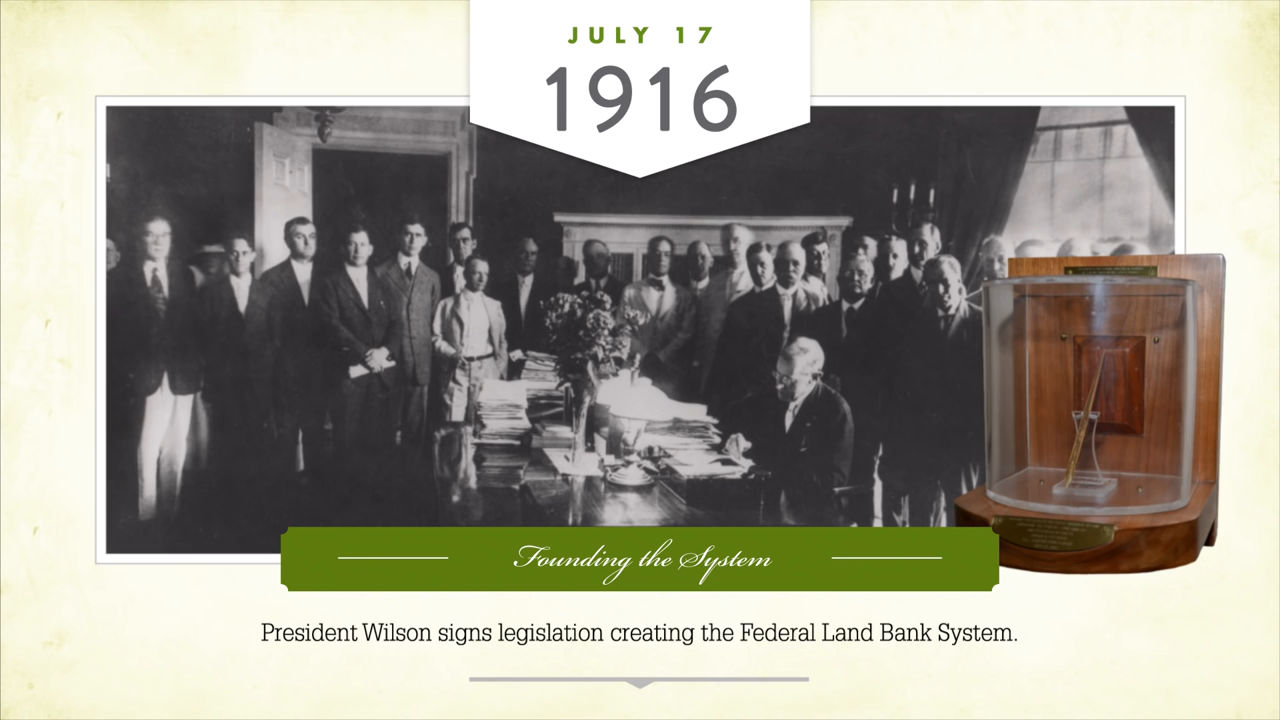 JULY 17
1916
Founding the System
President Wilson signs legislation creating the Federal Land Bank System.